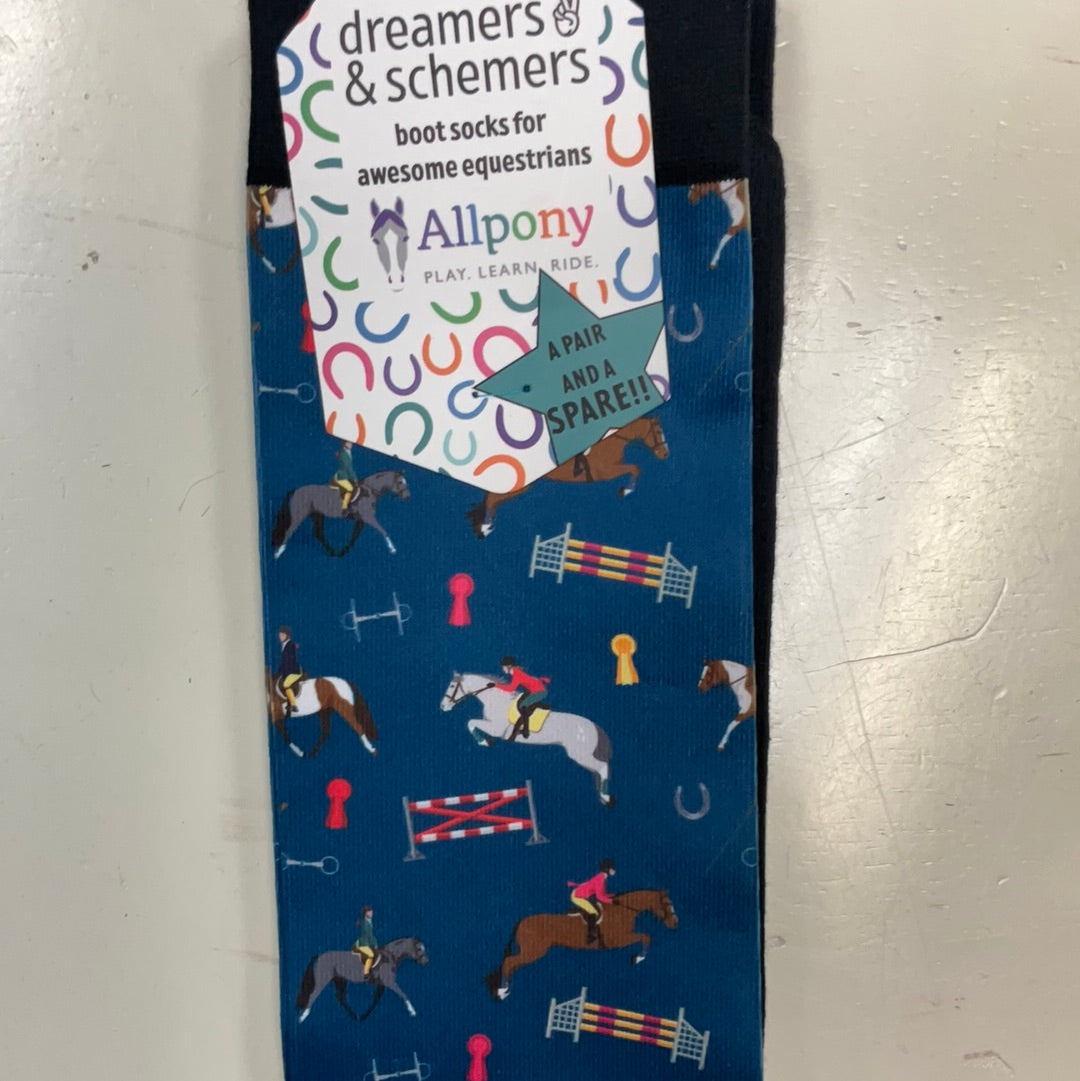 dreamers
& schemers
boot socks for
awesome equestrians
Allpony
PLAY. LEARN. RIDE.
A PAIR
AND A
SPARE!!